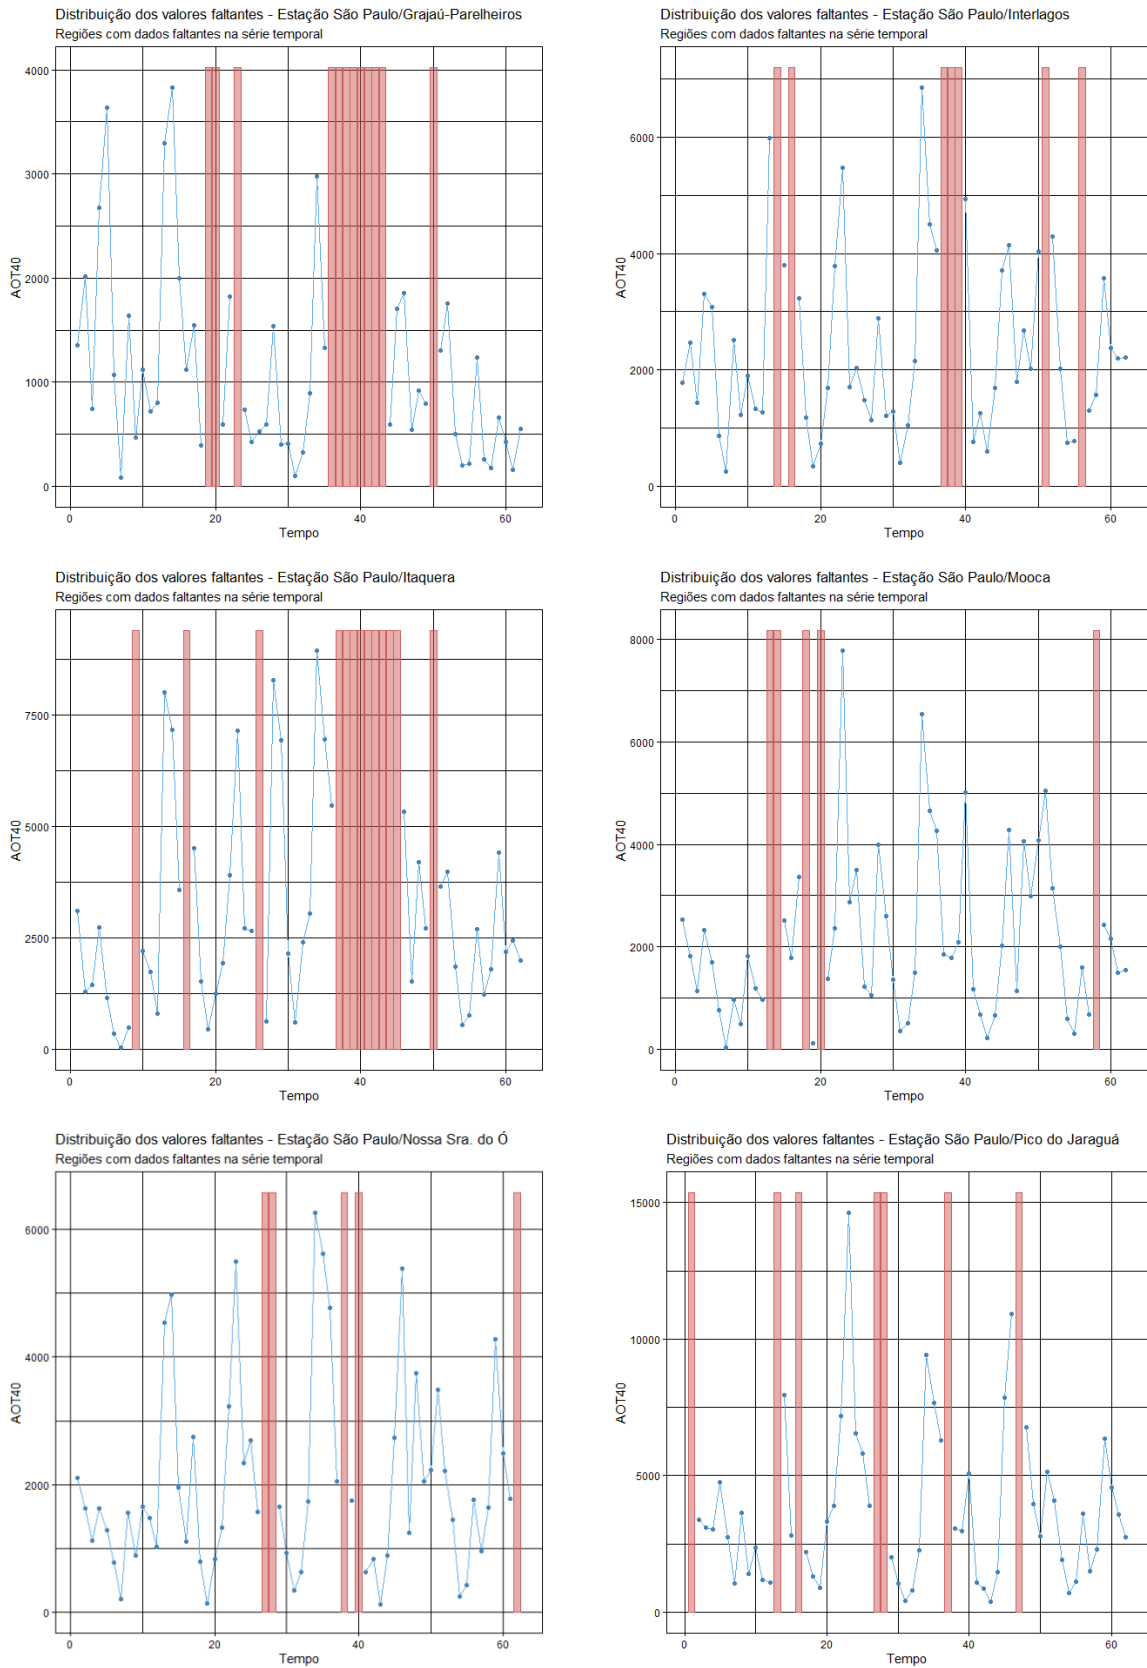 Distribuição dos valores faltantes - Estação São Paulo/Grajaú-Parelheiros
Regiões com dados faltantes na série temporal
4000
3000
2000
1000
0
AOT40
0 20 40 60
Tempo
Distribuição dos valores faltantes - Estação São Paulo/Interlagos
Regiões com dados faltantes na série temporal
6000
4000
2000
0
AOT40
0 20 40 60
Tempo
Distribuição dos valores faltantes - Estação São Paulo/Itaquera
Regiões com dados faltantes na série temporal
7500
5000
2500
0
AOT40
0 20 40 60
Tempo
Distribuição dos valores faltantes - Estação São Paulo/Mooca
Regiões com dados faltantes na série temporal
8000
6000
4000
2000
0
AOT40
0 20 40 60
Tempo
Distribuição dos valores faltantes - Estação São Paulo/Nossa Sra. do Ó
Regiões com dados faltantes na série temporal
6000
4000
2000
0
AOT40
0 20 40 60
Tempo
Distribuição dos valores faltantes - Estação São Paulo/Pico do Jaraguá
Regiões com dados faltantes na série temporal
15000
10000
5000
0
AOT40
0 20 40 60
Tempo